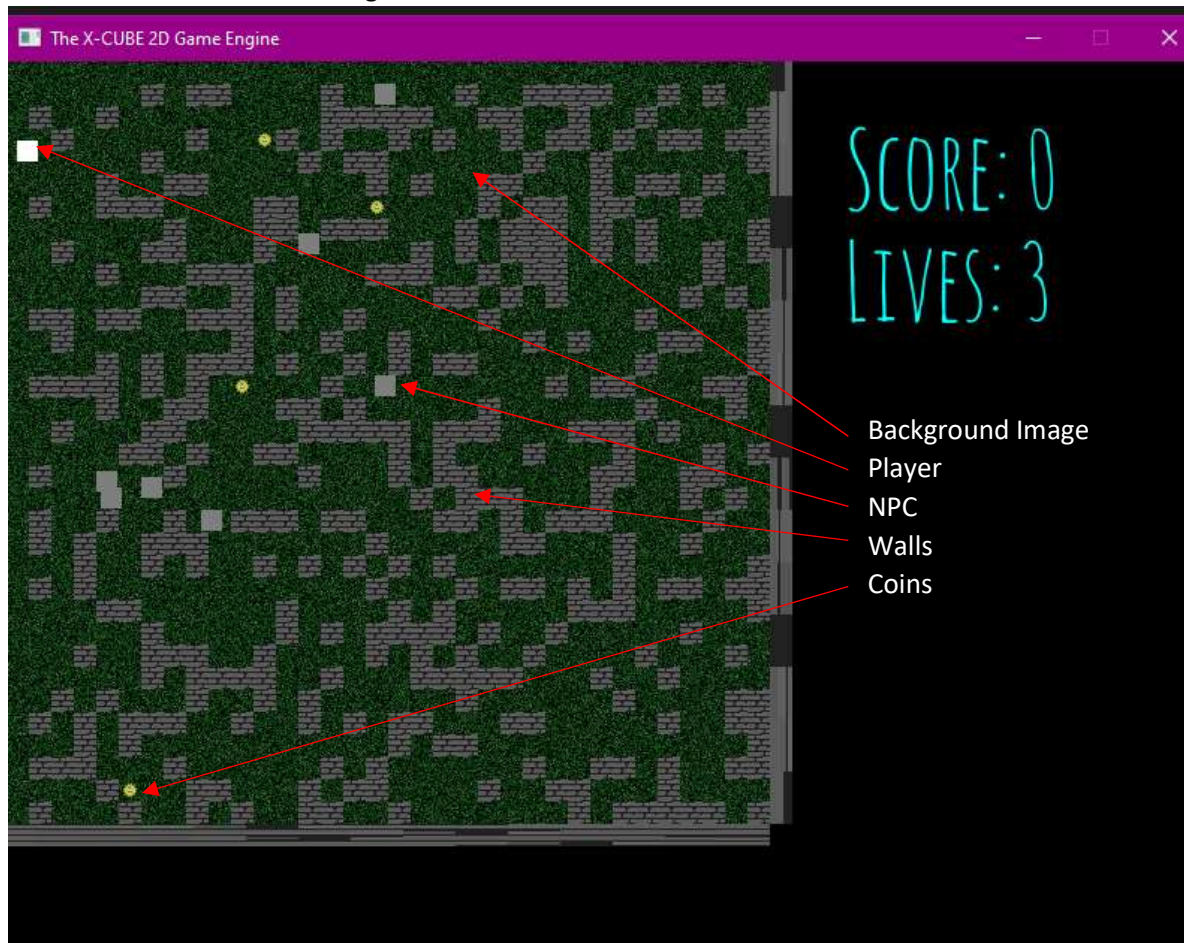 The X-CUBE 2D Game Engine
SCORE: 0
LIVES: 3
Background Image
Player
NPC
Walls
Coins